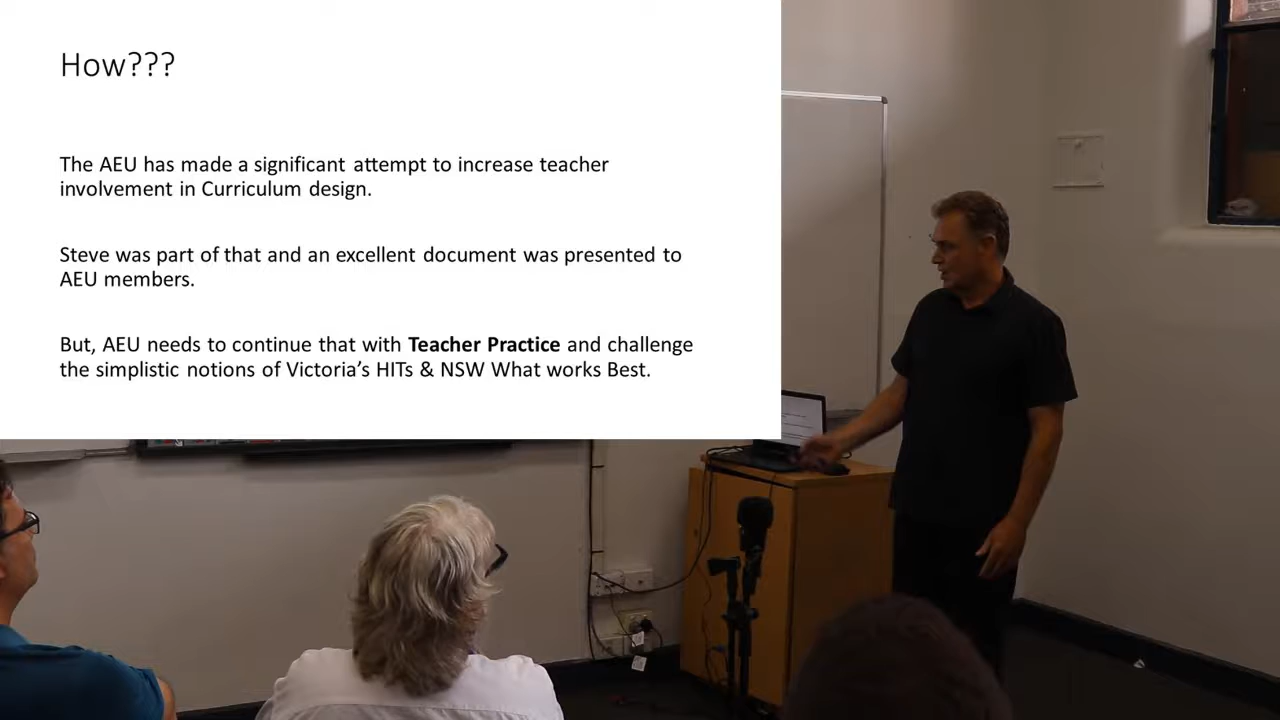 How???
The AEU has made a significant attempt to increase teacher
involvement in Curriculum design.
Steve was part of that and an excellent document was presented to
AEU members.
But, AEU needs to continue that with Teacher Practice and challenge
the simplistic notions of Victoria’s HITs & NSW What works Best.